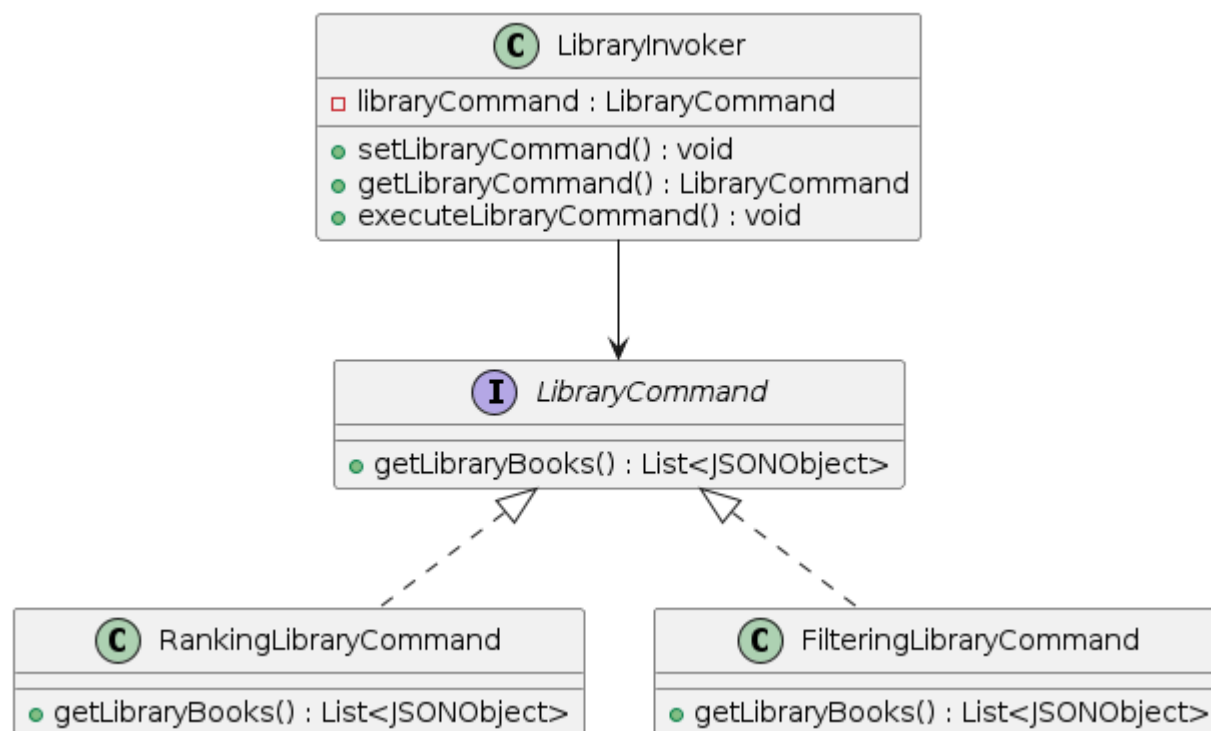 C LibraryInvoker
libraryCommand : LibraryCommand
setLibraryCommand() : void
getLibraryCommand() : LibraryCommand
executeLibraryCommand() : void
I LibraryCommand
getLibraryBooks() : List<JSONObject>
C RankingLibraryCommand
getLibraryBooks() : List<JSONObject>
C FilteringLibraryCommand
getLibraryBooks() : List<JSONObject>